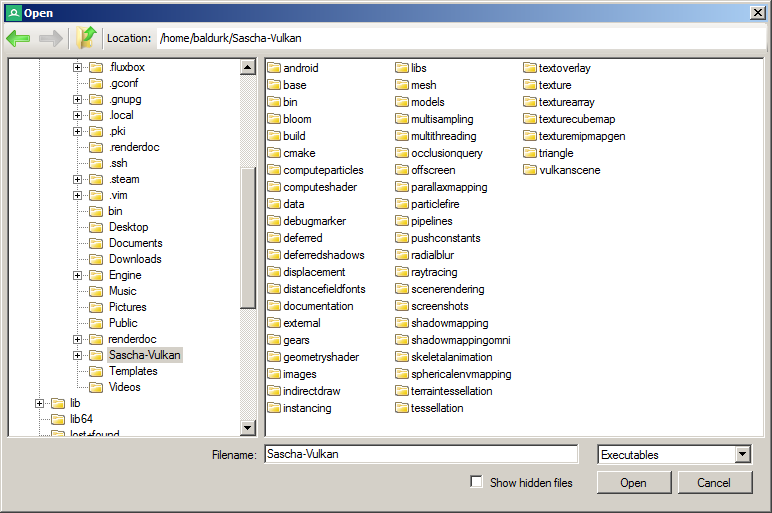 Open
Location: /home/baldurk/Sascha-Vulkan
.fluxbox
.gconf
.gnupg
.local
.pki
.renderdoc
.ssh
.steam
.vim
bin
Desktop
Documents
Downloads
Engine
Music
Pictures
Public
renderdoc
Sascha-Vulkan
Templates
Videos
lib
lib64
lost+found
android
base
bin
bloom
build
cmake
computeparticles
computeshader
data
debugmarker
deferred
deferredshadows
displacement
distancefieldfonts
documentation
external
gears
geometryshader
images
indirectdraw
instancing
libs
mesh
models
multisampling
multithreading
occlusionquery
offscreen
parallaxmapping
particlefire
pipelines
pushconstants
radialblur
raytracing
scenerendering
screenshots
shadowmapping
shadowmappingomni
skeletalanimation
sphericalenvmapping
terraintessellation
tessellation
textoverlay
texture
texturearray
texturecubemap
texturemipmapgen
triangle
vulkanscene
Filename: Sascha-Vulkan Executables
Show hidden files Open Cancel